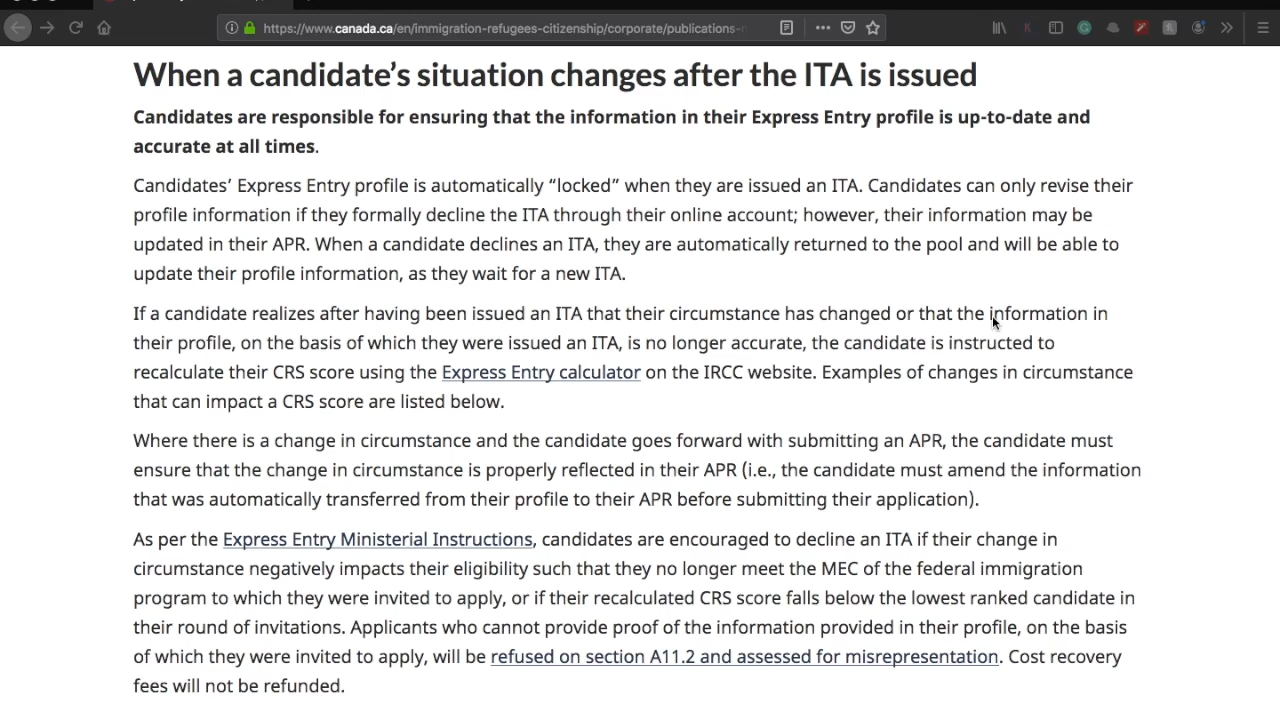 https://www.canada.ca/en/immigration-refugees-citizenship/corporate/publications-
When a candidate’s situation changes after the ITA is issued
Candidates are responsible for ensuring that the information in their Express Entry profile is up-to-date and
accurate at all times.
Candidates’ Express Entry profile is automatically “locked” when they are issued an ITA. Candidates can only revise their
profile information if they formally decline the ITA through their online account; however, their information may be
updated in their APR. When a candidate declines an ITA, they are automatically returned to the pool and will be able to
update their profile information, as they wait for a new ITA.
If a candidate realizes after having been issued an ITA that their circumstance has changed or that the information in
their profile, on the basis of which they were issued an ITA, is no longer accurate, the candidate is instructed to
recalculate their CRS score using the Express Entry calculator on the IRCC website. Examples of changes in circumstance
that can impact a CRS score are listed below.
Where there is a change in circumstance and the candidate goes forward with submitting an APR, the candidate must
ensure that the change in circumstance is properly reflected in their APR (i.e., the candidate must amend the information
that was automatically transferred from their profile to their APR before submitting their application).
As per the Express Entry Ministerial Instructions, candidates are encouraged to decline an ITA if their change in
circumstance negatively impacts their eligibility such that they no longer meet the MEC of the federal immigration
program to which they were invited to apply, or if their recalculated CRS score falls below the lowest ranked candidate in
their round of invitations. Applicants who cannot provide proof of the information provided in their profile, on the basis
of which they were invited to apply, will be refused on section A11.2 and assessed for misrepresentation. Cost recovery
fees will not be refunded.